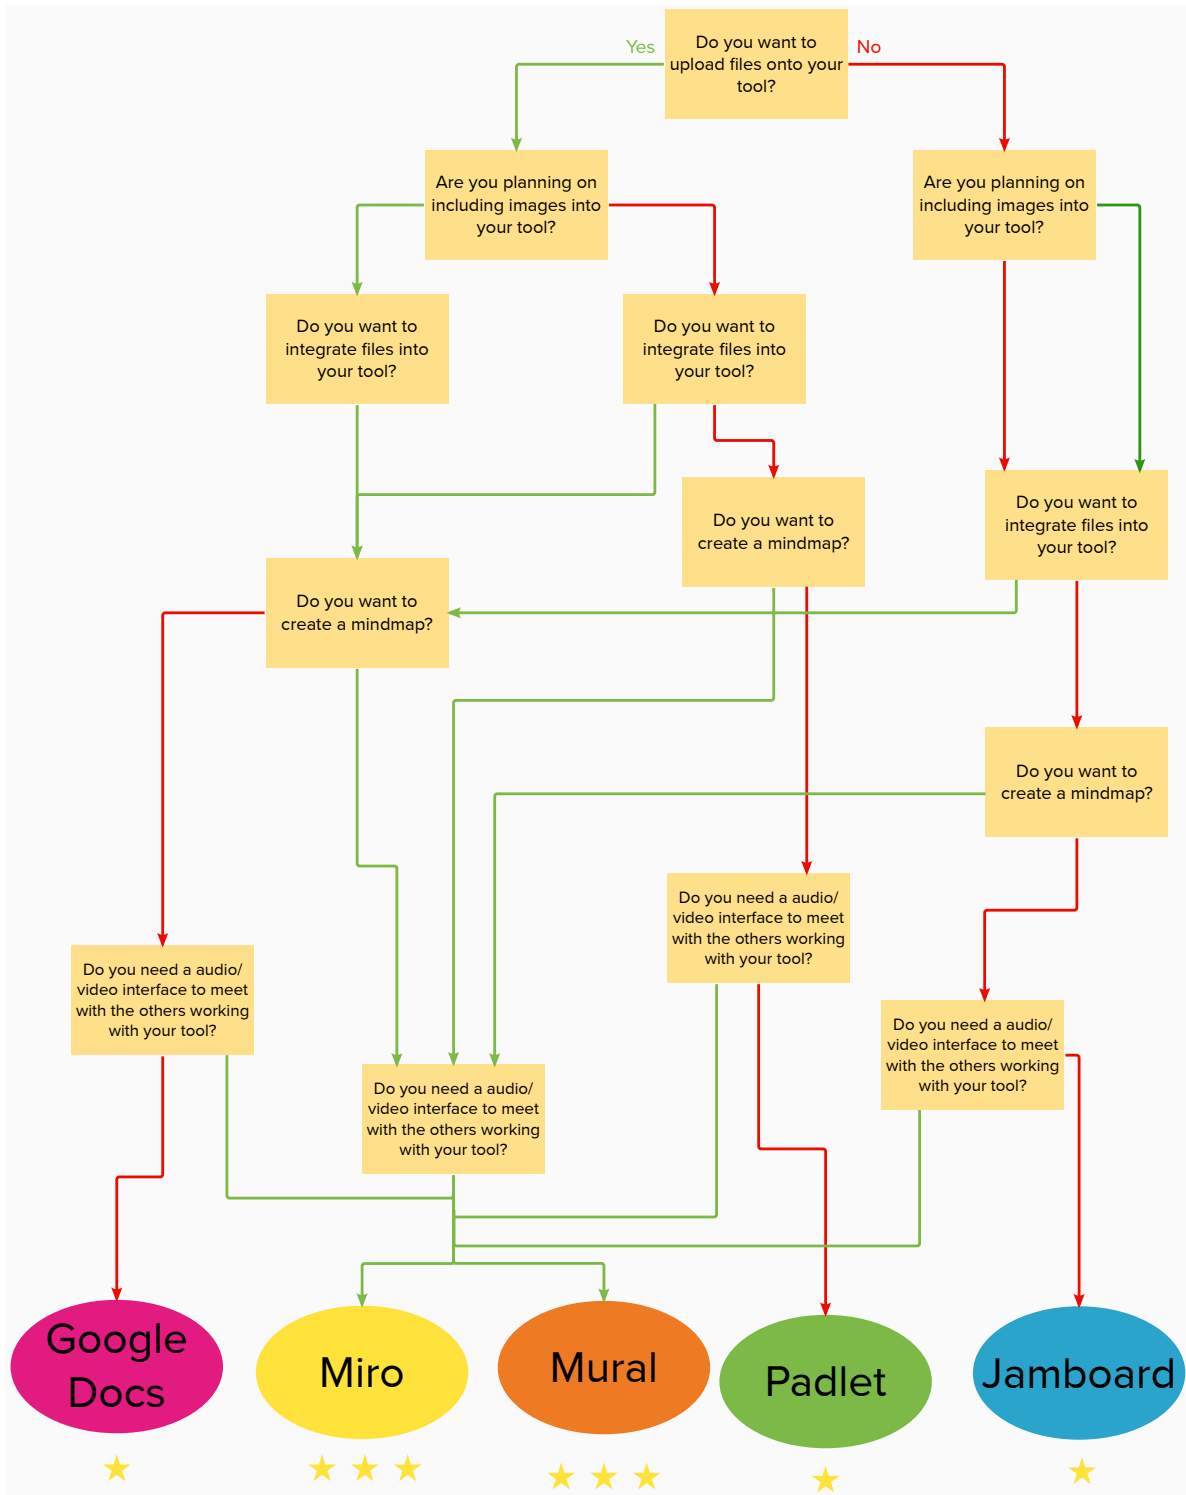 Yes
Do you want to
upload files onto your
tool?
No
Are you planning on
including images into
your tool?
Are you planning on
including images into
your tool?
Do you want to
integrate files into
your tool?
Do you want to
integrate files into
your tool?
Do you want to
create a mindmap?
Do you want to
integrate files into
your tool?
Do you want to
create a mindmap?
Do you want to
create a mindmap?
Do you need a audio/
video interface to meet
with the others working
with your tool?
Do you need a audio/
video interface to meet
with the others working
with your tool?
Do you need a audio/
video interface to meet
with the others working
with your tool?
Do you need a audio/
video interface to meet
with the others working
with your tool?
Google
Docs
Miro
Mural
Padlet
Jamboard